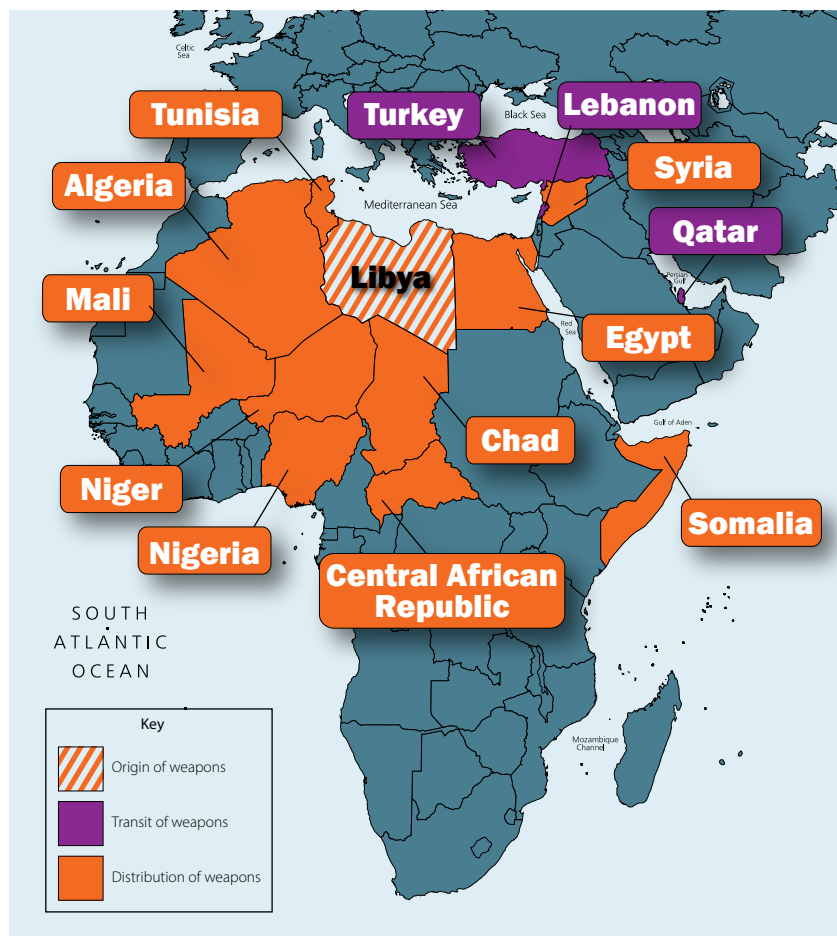 Celtic
Sea
Tunisia
Turkey
Lebanon
Black Sea
Algeria
Syria
Mediterranean Sea
Qatar
Persian
Gulf
Mali
Libya
Red
Sea
Egypt
Gulf of Aden
Chad
Niger
Somalia
Nigeria
Central African
Republic
SOUTH
ATLANTIC
OCEAN
Key
Mozambique
Channel
Origin of weapons
Transit of weapons
Distribution of weapons